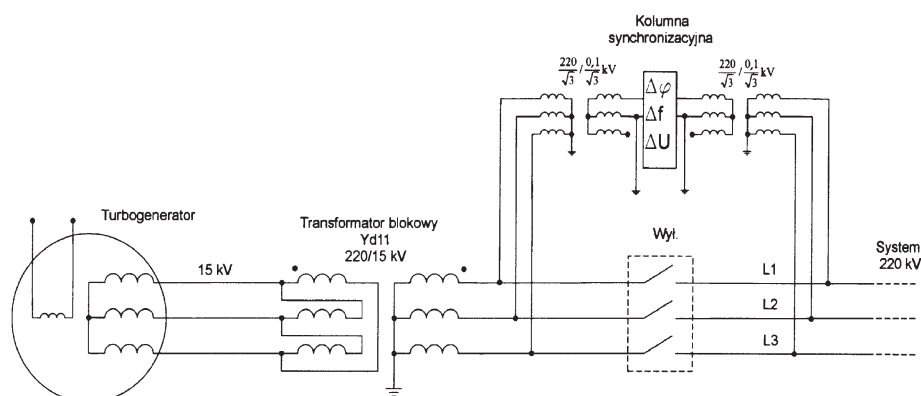 Kolumna
synchronizacyjna
220/√3 / 0,1/√3 kV
220/√3 / 0,1/√3 kV
Δφ
Δf
ΔU
Turbogenerator
Transformator blokowy
Yd11
220/15 kV
15 kV
Wył.
L1
L2
L3
System
220 kV